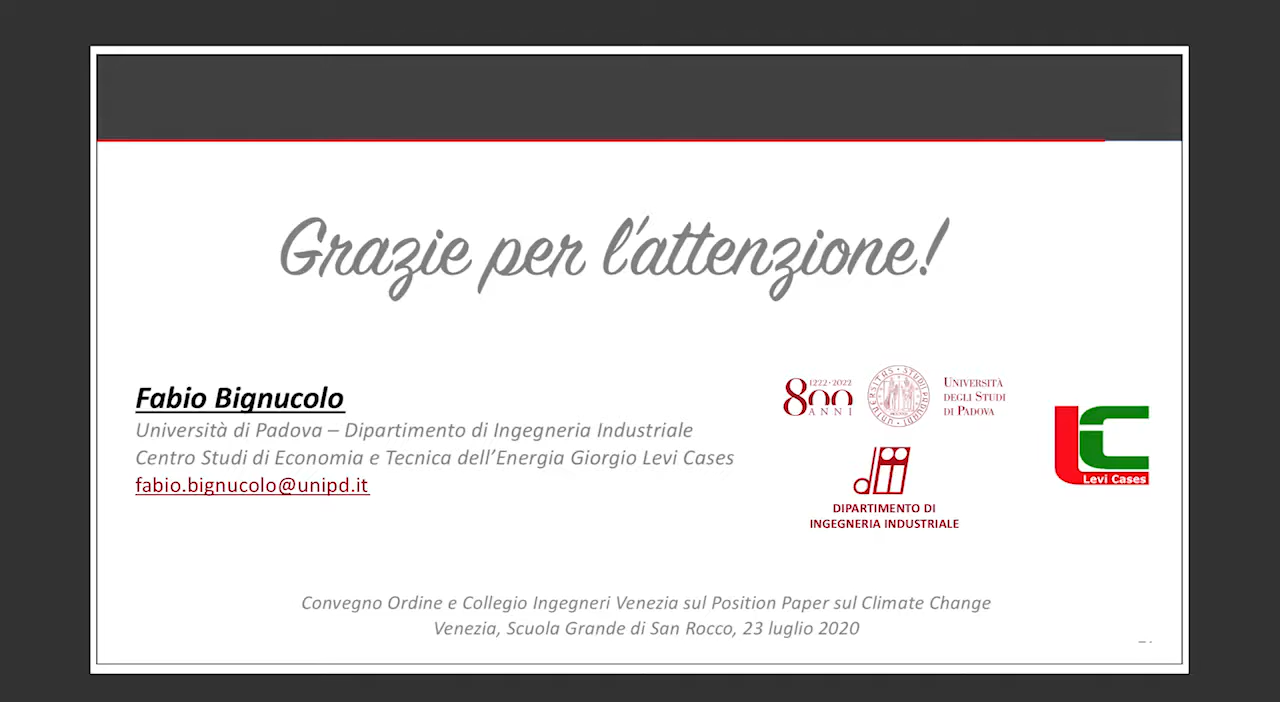 Grazie per l'attenzione!
Fabio Bignucolo
Università di Padova – Dipartimento di Ingegneria Industriale
Centro Studi di Economia e Tecnica dell'Energia Giorgio Levi Cases
fabio.bignucolo@unipd.it
1222•2022
800
ANNI
UNIVERSITÀ
DEGLI STUDI
DI PADOVA
Levi Cases
DIPARTIMENTO DI
INGEGNERIA INDUSTRIALE
Convegno Ordine e Collegio Ingegneri Venezia sul Position Paper sul Climate Change
Venezia, Scuola Grande di San Rocco, 23 luglio 2020